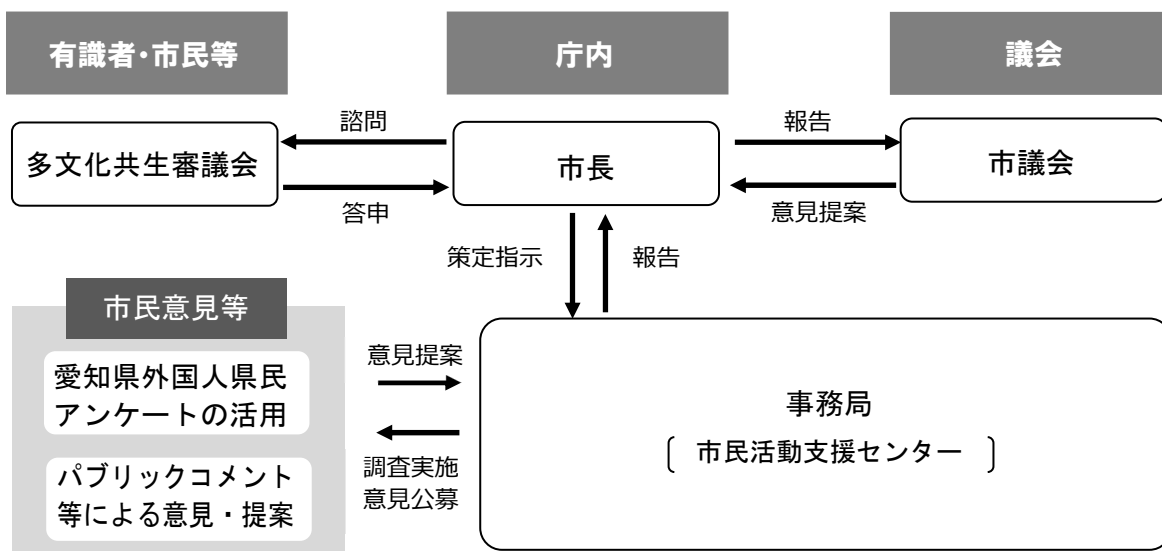 有識者・市民等
庁内
議会
諮問
報告
多文化共生審議会
市長
市議会
答申
意見提案
策定指示
報告
市民意見等
愛知県外国人県民
アンケートの活用
パブリックコメント
等による意見・提案
意見提案
調査実施
意見公募
事務局
〔 市民活動支援センター 〕